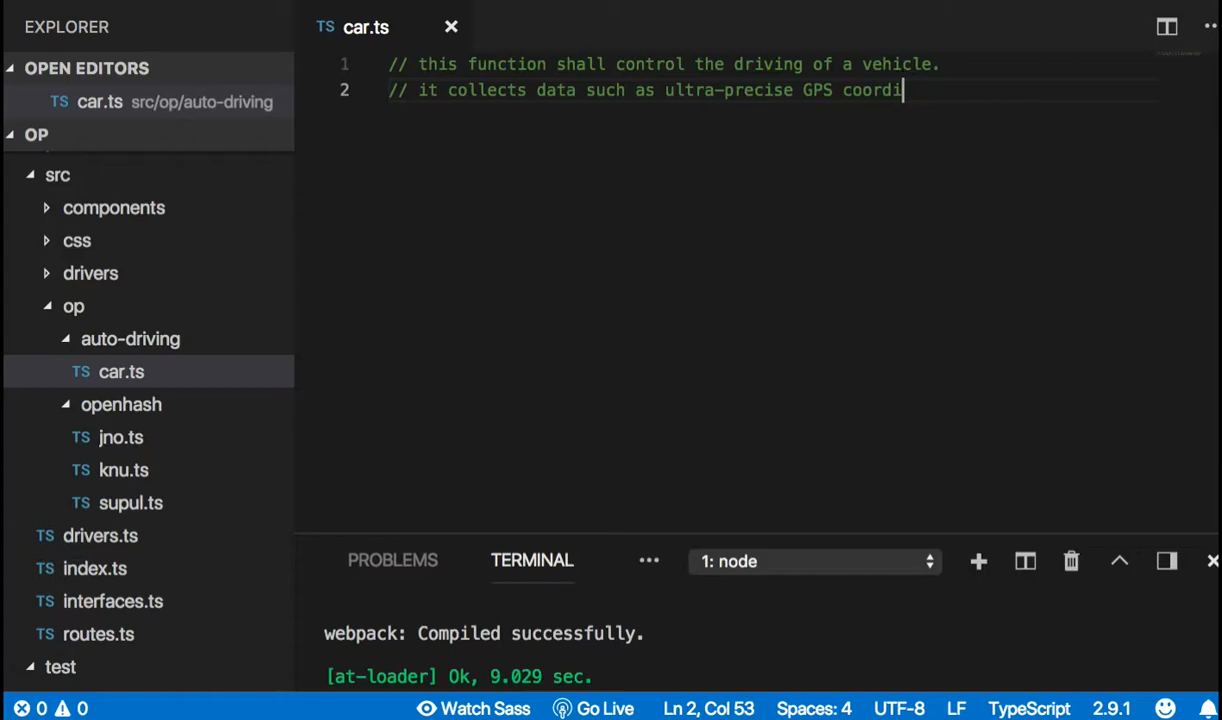 EXPLORER
OPEN EDITORS
TS car.ts src/op/auto-driving
OP
src
components
css
drivers
op
auto-driving
TS car.ts
openhash
TS jno.ts
TS knu.ts
TS supul.ts
TS drivers.ts
TS index.ts
TS interfaces.ts
TS routes.ts
test
TS car.ts
1 // this function shall control the driving of a vehicle.
2 // it collects data such as ultra-precise GPS coordi
PROBLEMS TERMINAL ... 1: node
webpack: Compiled successfully.
[at-loader] Ok, 9.029 sec.
0 0 Watch Sass Go Live Ln 2, Col 53 Spaces: 4 UTF-8 LF TypeScript 2.9.1